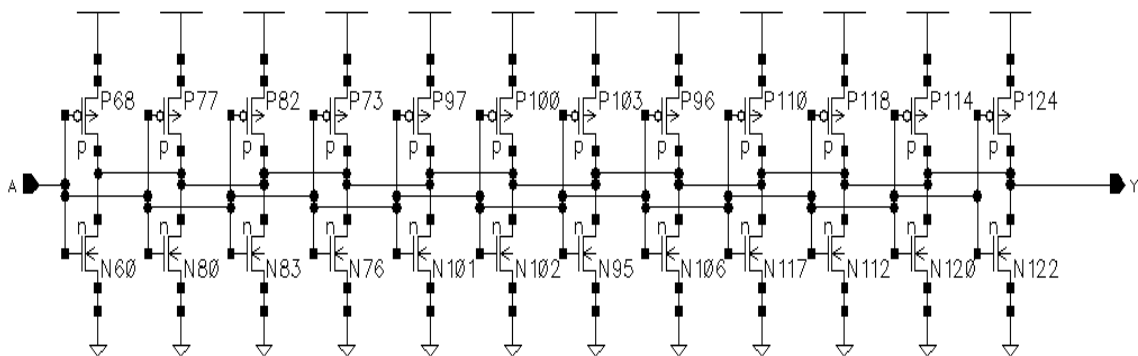 P68 P77 P82 P73 P97 P100 P103 P96 P110 P118 P114 P124
p p p p p p p p p p p p
A Y
n n n n n n n n n n n n
N60 N80 N83 N76 N101 N102 N95 N106 N117 N112 N120 N122